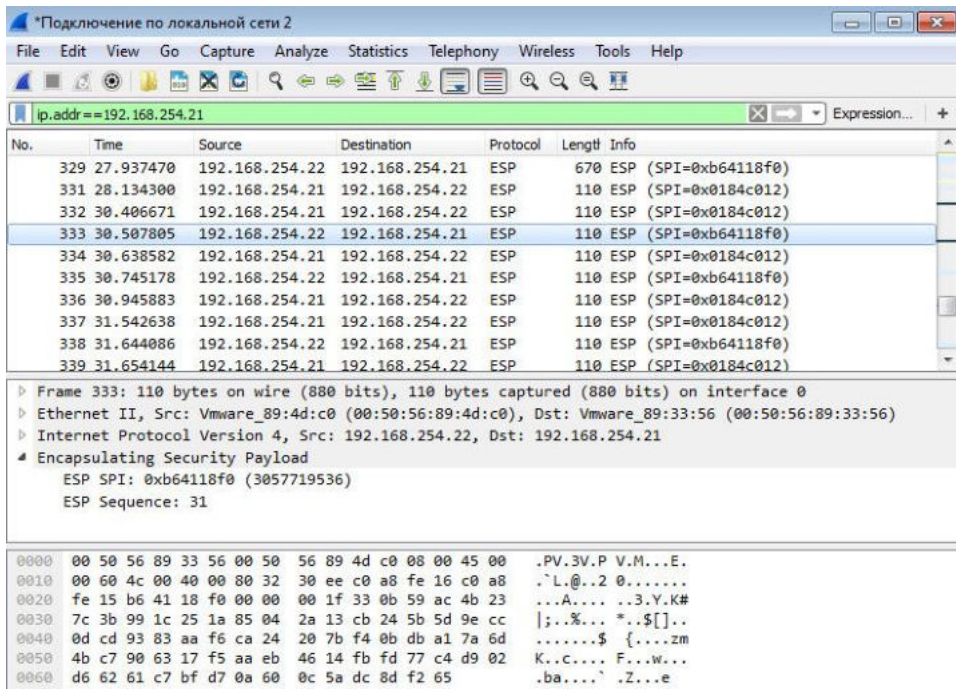 *Подключение по локальной сети 2
File Edit View Go Capture Analyze Statistics Telephony Wireless Tools Help
ip.addr==192.168.254.21 Expression... +
No. Time Source Destination Protocol Length Info
329 27.937470 192.168.254.22 192.168.254.21 ESP 670 ESP (SPI=0xb64118f0)
331 28.134300 192.168.254.21 192.168.254.22 ESP 110 ESP (SPI=0x0184c012)
332 30.406671 192.168.254.21 192.168.254.22 ESP 110 ESP (SPI=0x0184c012)
333 30.507805 192.168.254.22 192.168.254.21 ESP 110 ESP (SPI=0xb64118f0)
334 30.638582 192.168.254.21 192.168.254.22 ESP 110 ESP (SPI=0x0184c012)
335 30.745178 192.168.254.22 192.168.254.21 ESP 110 ESP (SPI=0xb64118f0)
336 30.945883 192.168.254.21 192.168.254.22 ESP 110 ESP (SPI=0x0184c012)
337 31.542638 192.168.254.21 192.168.254.22 ESP 110 ESP (SPI=0x0184c012)
338 31.644086 192.168.254.22 192.168.254.21 ESP 110 ESP (SPI=0xb64118f0)
339 31.654144 192.168.254.21 192.168.254.22 ESP 110 ESP (SPI=0x0184c012)
Frame 333: 110 bytes on wire (880 bits), 110 bytes captured (880 bits) on interface 0
Ethernet II, Src: Vmware_89:4d:c0 (00:50:56:89:4d:c0), Dst: Vmware_89:33:56 (00:50:56:89:33:56)
Internet Protocol Version 4, Src: 192.168.254.22, Dst: 192.168.254.21
Encapsulating Security Payload
ESP SPI: 0xb64118f0 (3057719536)
ESP Sequence: 31
0000 00 50 56 89 33 56 00 50 56 89 4d c0 08 00 45 00 .PV.3V.P V.M...E.
0010 00 60 4c 00 40 00 80 32 30 ee c0 a8 fe 16 c0 a8 .`L.@..2 0.......
0020 fe 15 b6 41 18 f0 00 00 00 1f 33 0b 59 ac 4b 23 ...A.... ..3.Y.K#
0030 7c 3b 99 1c 25 1a 85 04 2a 13 cb 24 5b 5d 9e cc |;..%... *..$[]..
0040 0d cd 93 83 aa f6 ca 24 20 7b f4 0b db a1 7a 6d .......$ {....zm
0050 4b c7 90 63 17 f5 aa eb 46 14 fb fd 77 c4 d9 02 K..c.... F...w...
0060 d6 62 61 c7 bf d7 0a 60 0c 5a dc 8d f2 65 .ba....` .Z...e